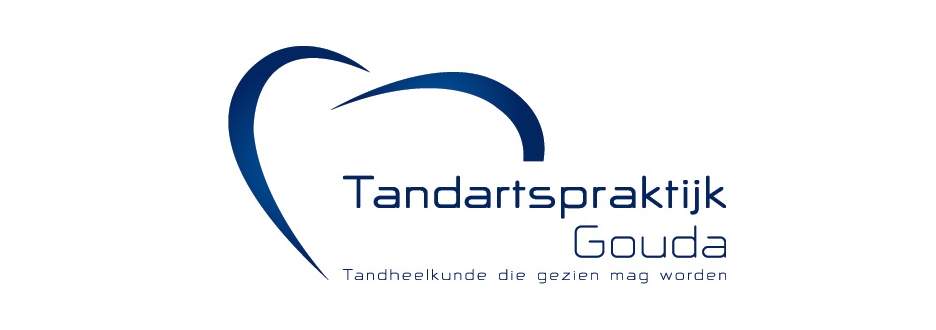 Tandartspraktijk
Gouda
Tandheelkunde die gezien mag worden